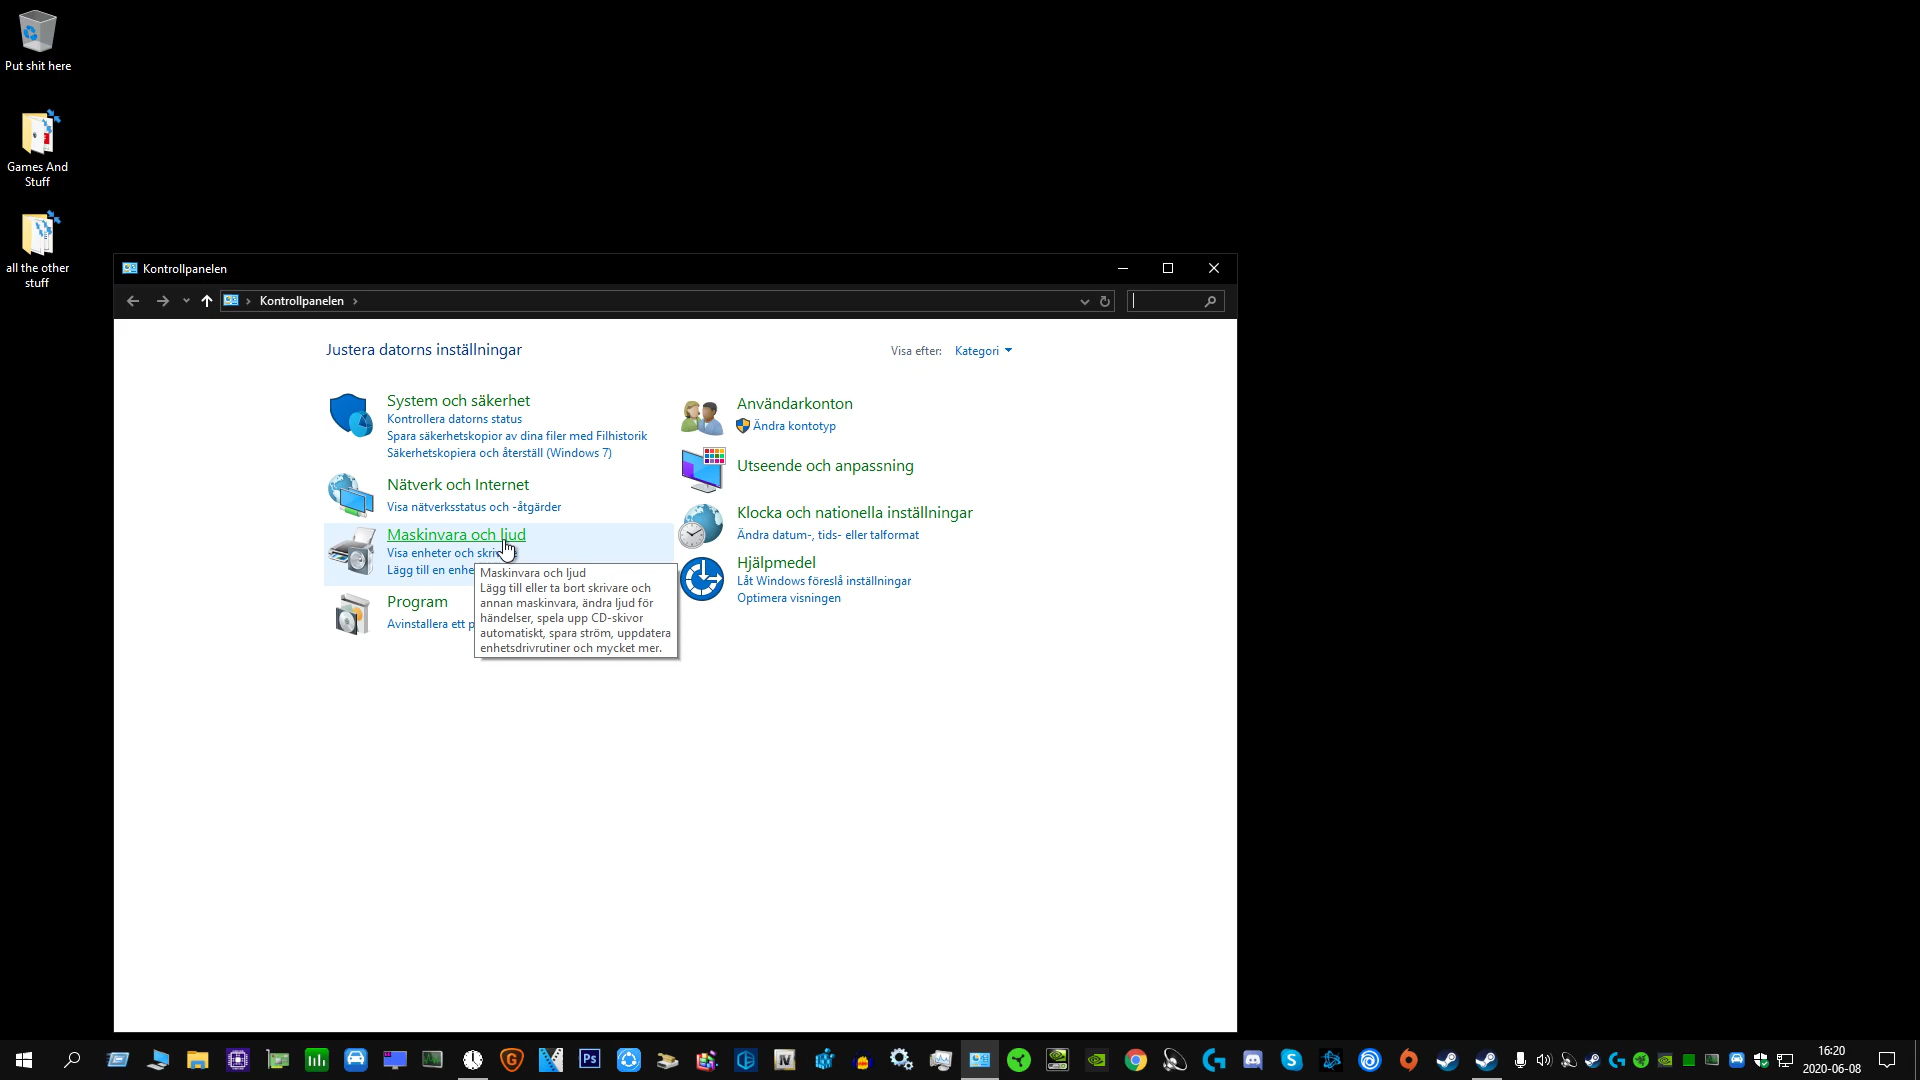 Put shit here
Games And
Stuff
all the other
stuff
Kontrollpanelen
Kontrollpanelen
Justera datorns inställningar
Visa efter: Kategori
System och säkerhet
Kontrollera datorns status
Spara säkerhetskopior av dina filer med Filhistorik
Säkerhetskopiera och återställ (Windows 7)
Nätverk och Internet
Visa nätverksstatus och -åtgärder
Maskinvara och ljud
Visa enheter och
Lägg till en
Program
Avinstallera ett
Maskinvara och ljud
Lägg till eller ta bort skrivare och
annan maskinvara, ändra ljud för
händelser, spela upp CD-skivor
automatiskt, spara ström, uppdatera
enhetsdrivrutiner och mycket mer.
Användarkonton
Ändra kontotyp
Utseende och anpassning
Klocka och nationella inställningar
Ändra datum-, tids- eller talformat
Hjälpmedel
Låt Windows föreslå inställningar
Optimera visningen
Ps
IV
16:20
2020-06-08